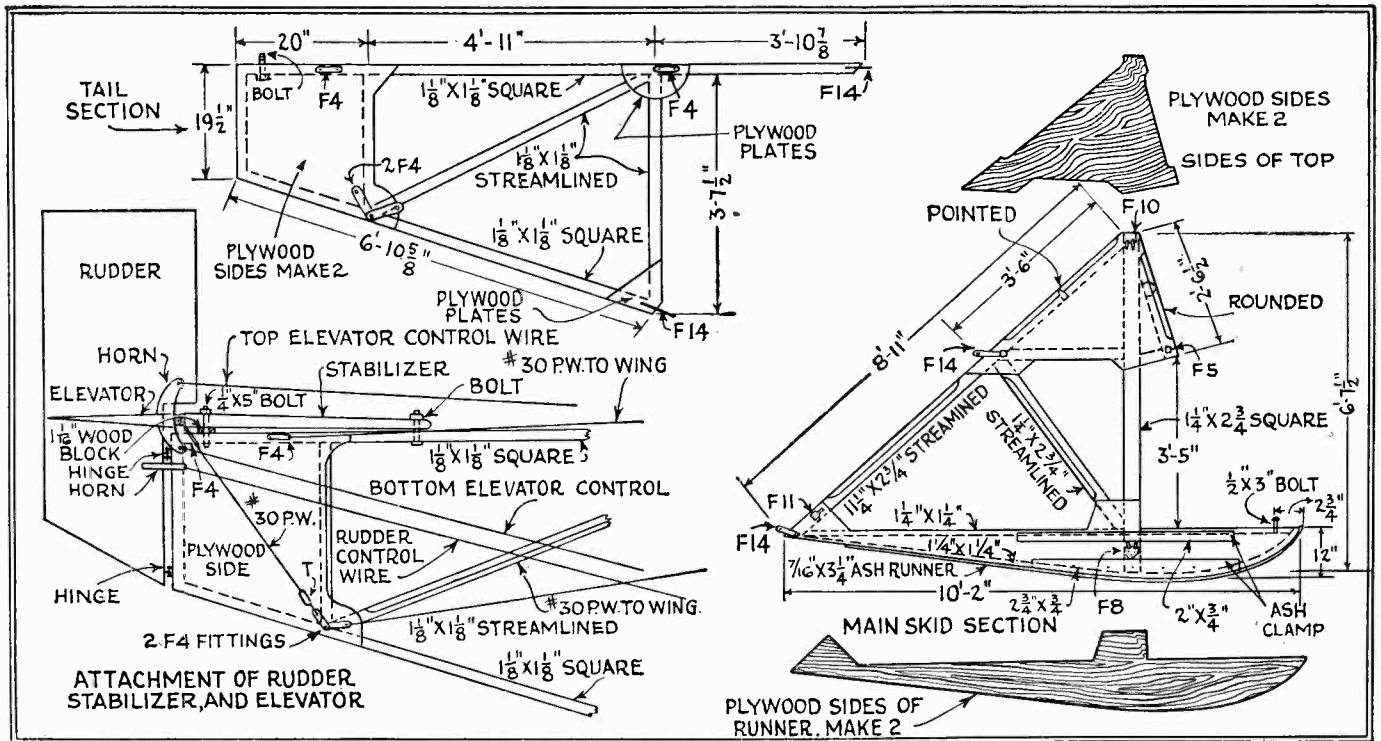 20" 4'-11" 3'-10 7/8
TAIL
SECTION
19 1/2"
BOLT
F4
1 1/8" X 1 1/8" SQUARE
F4
F14
PLYWOOD
PLATES
1 1/8" X 1 1/8"
STREAMLINED
2 F4
3'-7 1/2"
PLYWOOD
SIDES MAKE 2
6'-10 5/8"
1 1/8" X 1 1/8" SQUARE
PLYWOOD
PLATES
F14
RUDDER
TOP ELEVATOR CONTROL WIRE
HORN
STABILIZER
#30 P.W. TO WING
ELEVATOR
1/4" X 5" BOLT
BOLT
1 1/16" WOOD
BLOCK
HINGE
HORN
F4
F4
1 1/8" X 1 1/8" SQUARE
BOTTOM ELEVATOR CONTROL
#30 P.W.
PLYWOOD
SIDE
RUDDER
CONTROL
WIRE
T
HINGE
#30 P.W. TO WING.
1 1/8" X 1 1/8" STREAMLINED
2 F4 FITTINGS
1 1/8" X 1 1/8" SQUARE
ATTACHMENT OF RUDDER
STABILIZER, AND ELEVATOR
PLYWOOD SIDES
MAKE 2
SIDES OF TOP
POINTED
F10
3'-6"
2'-6 1/2"
ROUNDED
8'-11"
F14
F5
6'-7 1/2"
1 1/4" X 2 3/4" SQUARE
11 1/4" X 2 3/4" STREAMINED
1 1/4" X 2 3/4"
STREAMLINED
3'-5"
1/2" X 3" BOLT
2 3/4"
F11
1 1/4" X 1 1/4"
F14
1 1/4" X 1 1/4"
12"
7/16" X 3 1/4" ASH RUNNER
10'-2"
2 3/4" X 3/4"
F8
2" X 3/4"
ASH
CLAMP
MAIN SKID SECTION
PLYWOOD SIDES OF
RUNNER. MAKE 2